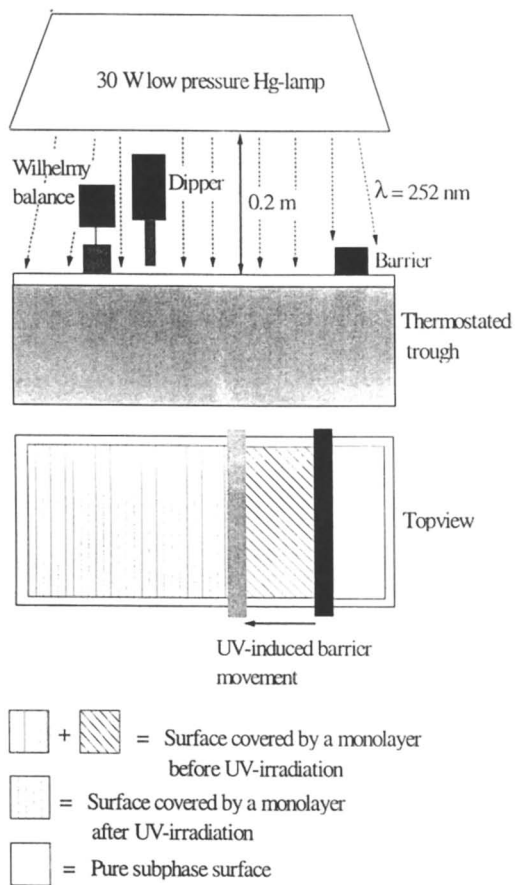 30 W low pressure Hg-lamp
Wilhelmy
balance
Dipper
0.2 m
λ = 252 nm
Barrier
Thermostated
trough
Topview
UV-induced barrier
movement
+ = Surface covered by a monolayer
before UV-irradiation
= Surface covered by a monolayer
after UV-irradiation
= Pure subphase surface